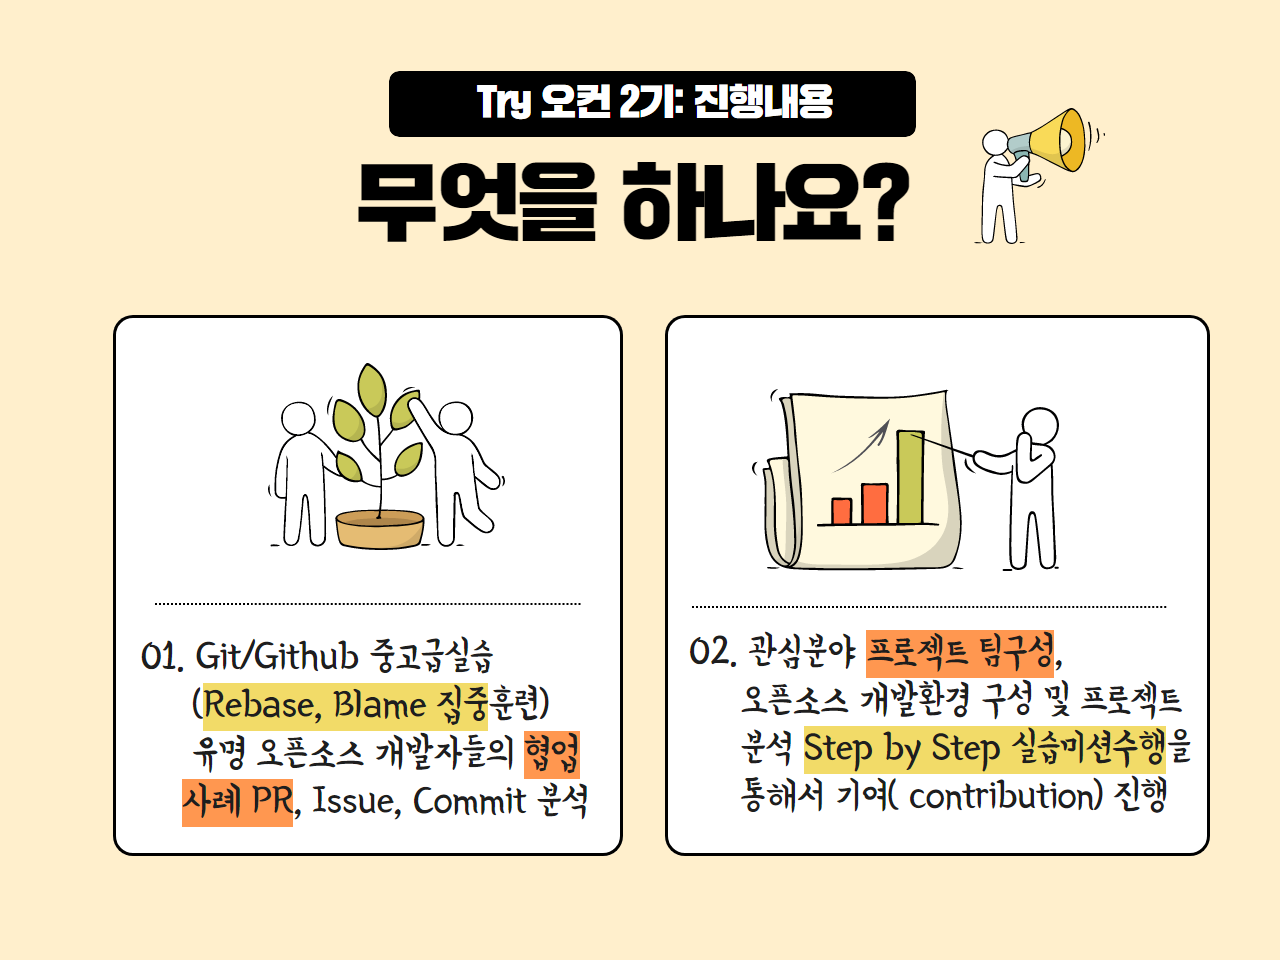 Try 오컨 2기: 진행내용
무엇을 하나요?
01. Git/Github 중고급실습
(Rebase, Blame 집중훈련)
유명 오픈소스 개발자들의 협업
사례 PR, Issue, Commit 분석
02. 관심분야 프로젝트 팀구성,
오픈소스 개발환경 구성 및 프로젝트
분석 Step by Step 실습미션수행을
통해서 기여( contribution) 진행